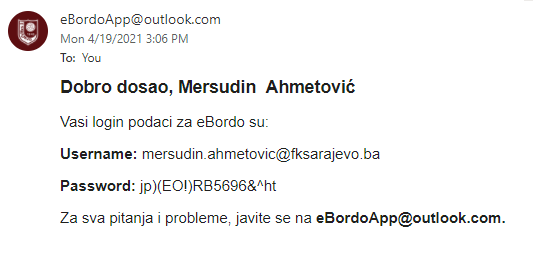 eBordoApp@outlook.com
Mon 4/19/2021 3:06 PM
To: You
Dobro dosao, Mersudin  Ahmetović
Vasi login podaci za eBordo su:
Username: mersudin.ahmetovic@fksarajevo.ba
Password: jp)(EO!)RB5696&^ht
Za sva pitanja i probleme, javite se na eBordoApp@outlook.com.